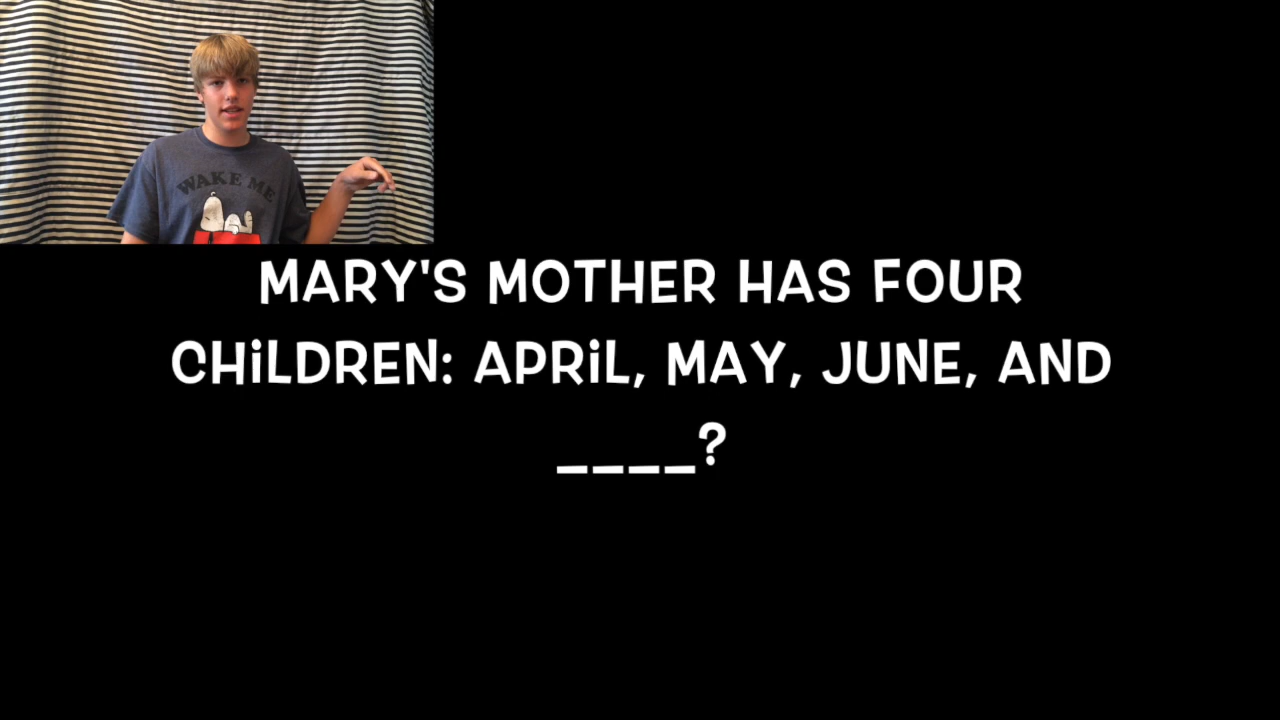 WAKE ME
MARY'S MOTHER HAS FOUR
CHiLDREN: APRiL, MAY, JUNE, AND
____?